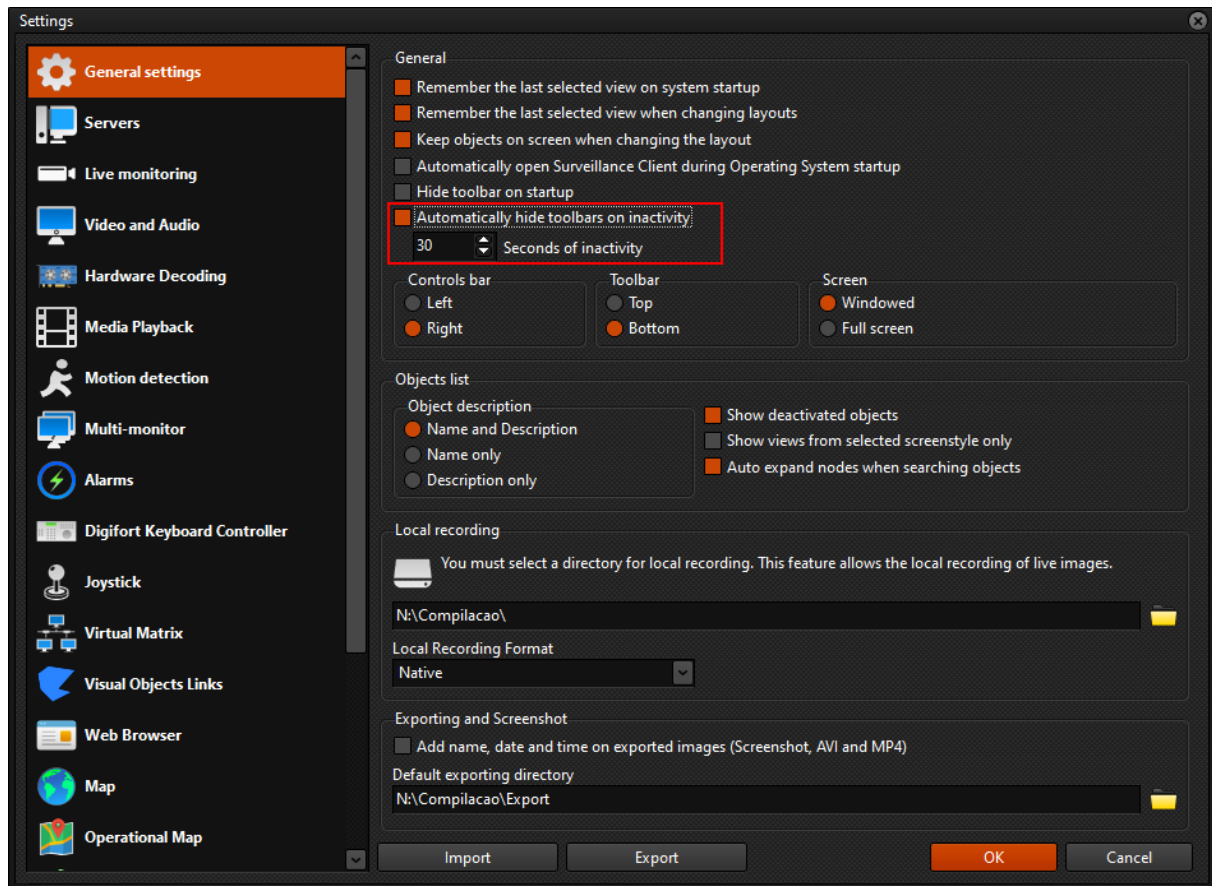 Settings
General settings
Servers
Live monitoring
Video and Audio
Hardware Decoding
Media Playback
Motion detection
Multi-monitor
Alarms
Digifort Keyboard Controller
Joystick
Virtual Matrix
Visual Objects Links
Web Browser
Map
Operational Map
General
Remember the last selected view on system startup
Remember the last selected view when changing layouts
Keep objects on screen when changing the layout
Automatically open Surveillance Client during Operating System startup
Hide toolbar on startup
Automatically hide toolbars on inactivity
30 Seconds of inactivity
Controls bar
Left
Right
Toolbar
Top
Bottom
Screen
Windowed
Full screen
Objects list
Object description
Name and Description
Name only
Description only
Show deactivated objects
Show views from selected screenstyle only
Auto expand nodes when searching objects
Local recording
You must select a directory for local recording. This feature allows the local recording of live images.
N:\Compilacao\
Local Recording Format
Native
Exporting and Screenshot
Add name, date and time on exported images (Screenshot, AVI and MP4)
Default exporting directory
N:\Compilacao\Export
Import Export OK Cancel